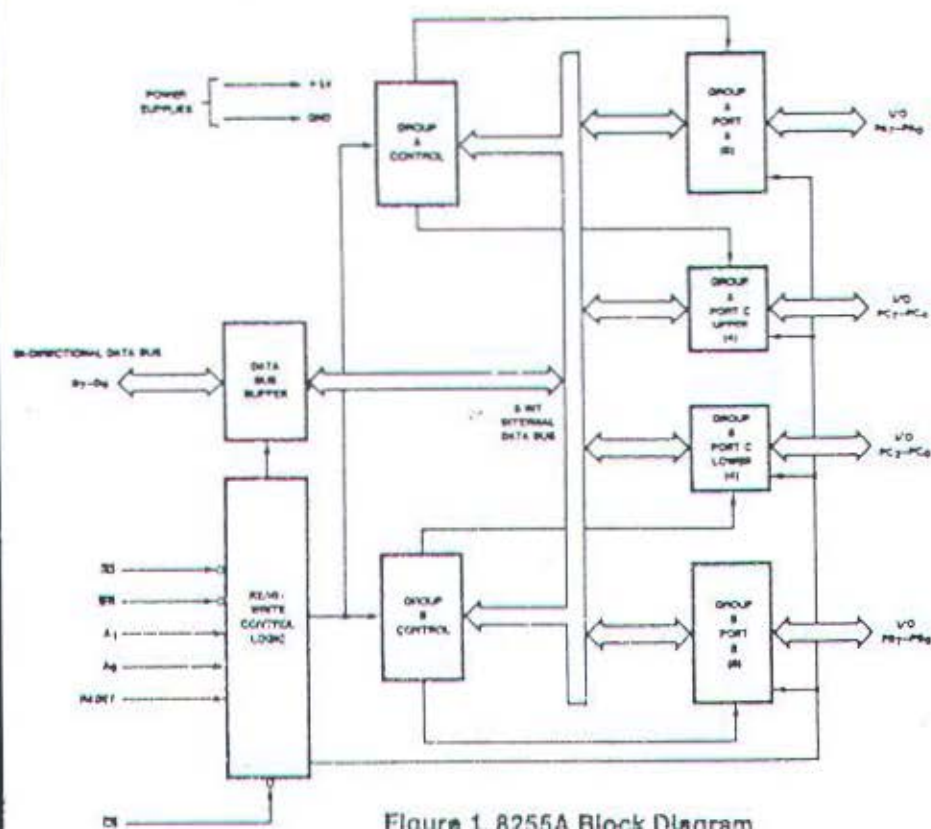 POWER
SUPPLIES
GND
GROUP
A
CONTROL
GROUP
A
PORT
A
(8)
I/O
PA7-PA0
GROUP
A
PORT C
UPPER
(4)
I/O
PC7-PC4
BI-DIRECTIONAL DATA BUS
D7-D0
DATA
BUS
BUFFER
8 BIT
INTERNAL
DATA BUS
GROUP
B
PORT C
LOWER
(4)
I/O
PC3-PC0
RD
WR
A1
A0
RESET
READ/
WRITE
CONTROL
LOGIC
GROUP
B
CONTROL
GROUP
B
PORT
B
(8)
I/O
PB7-PB0
CS
Figure 1. 8255A Block Diagram